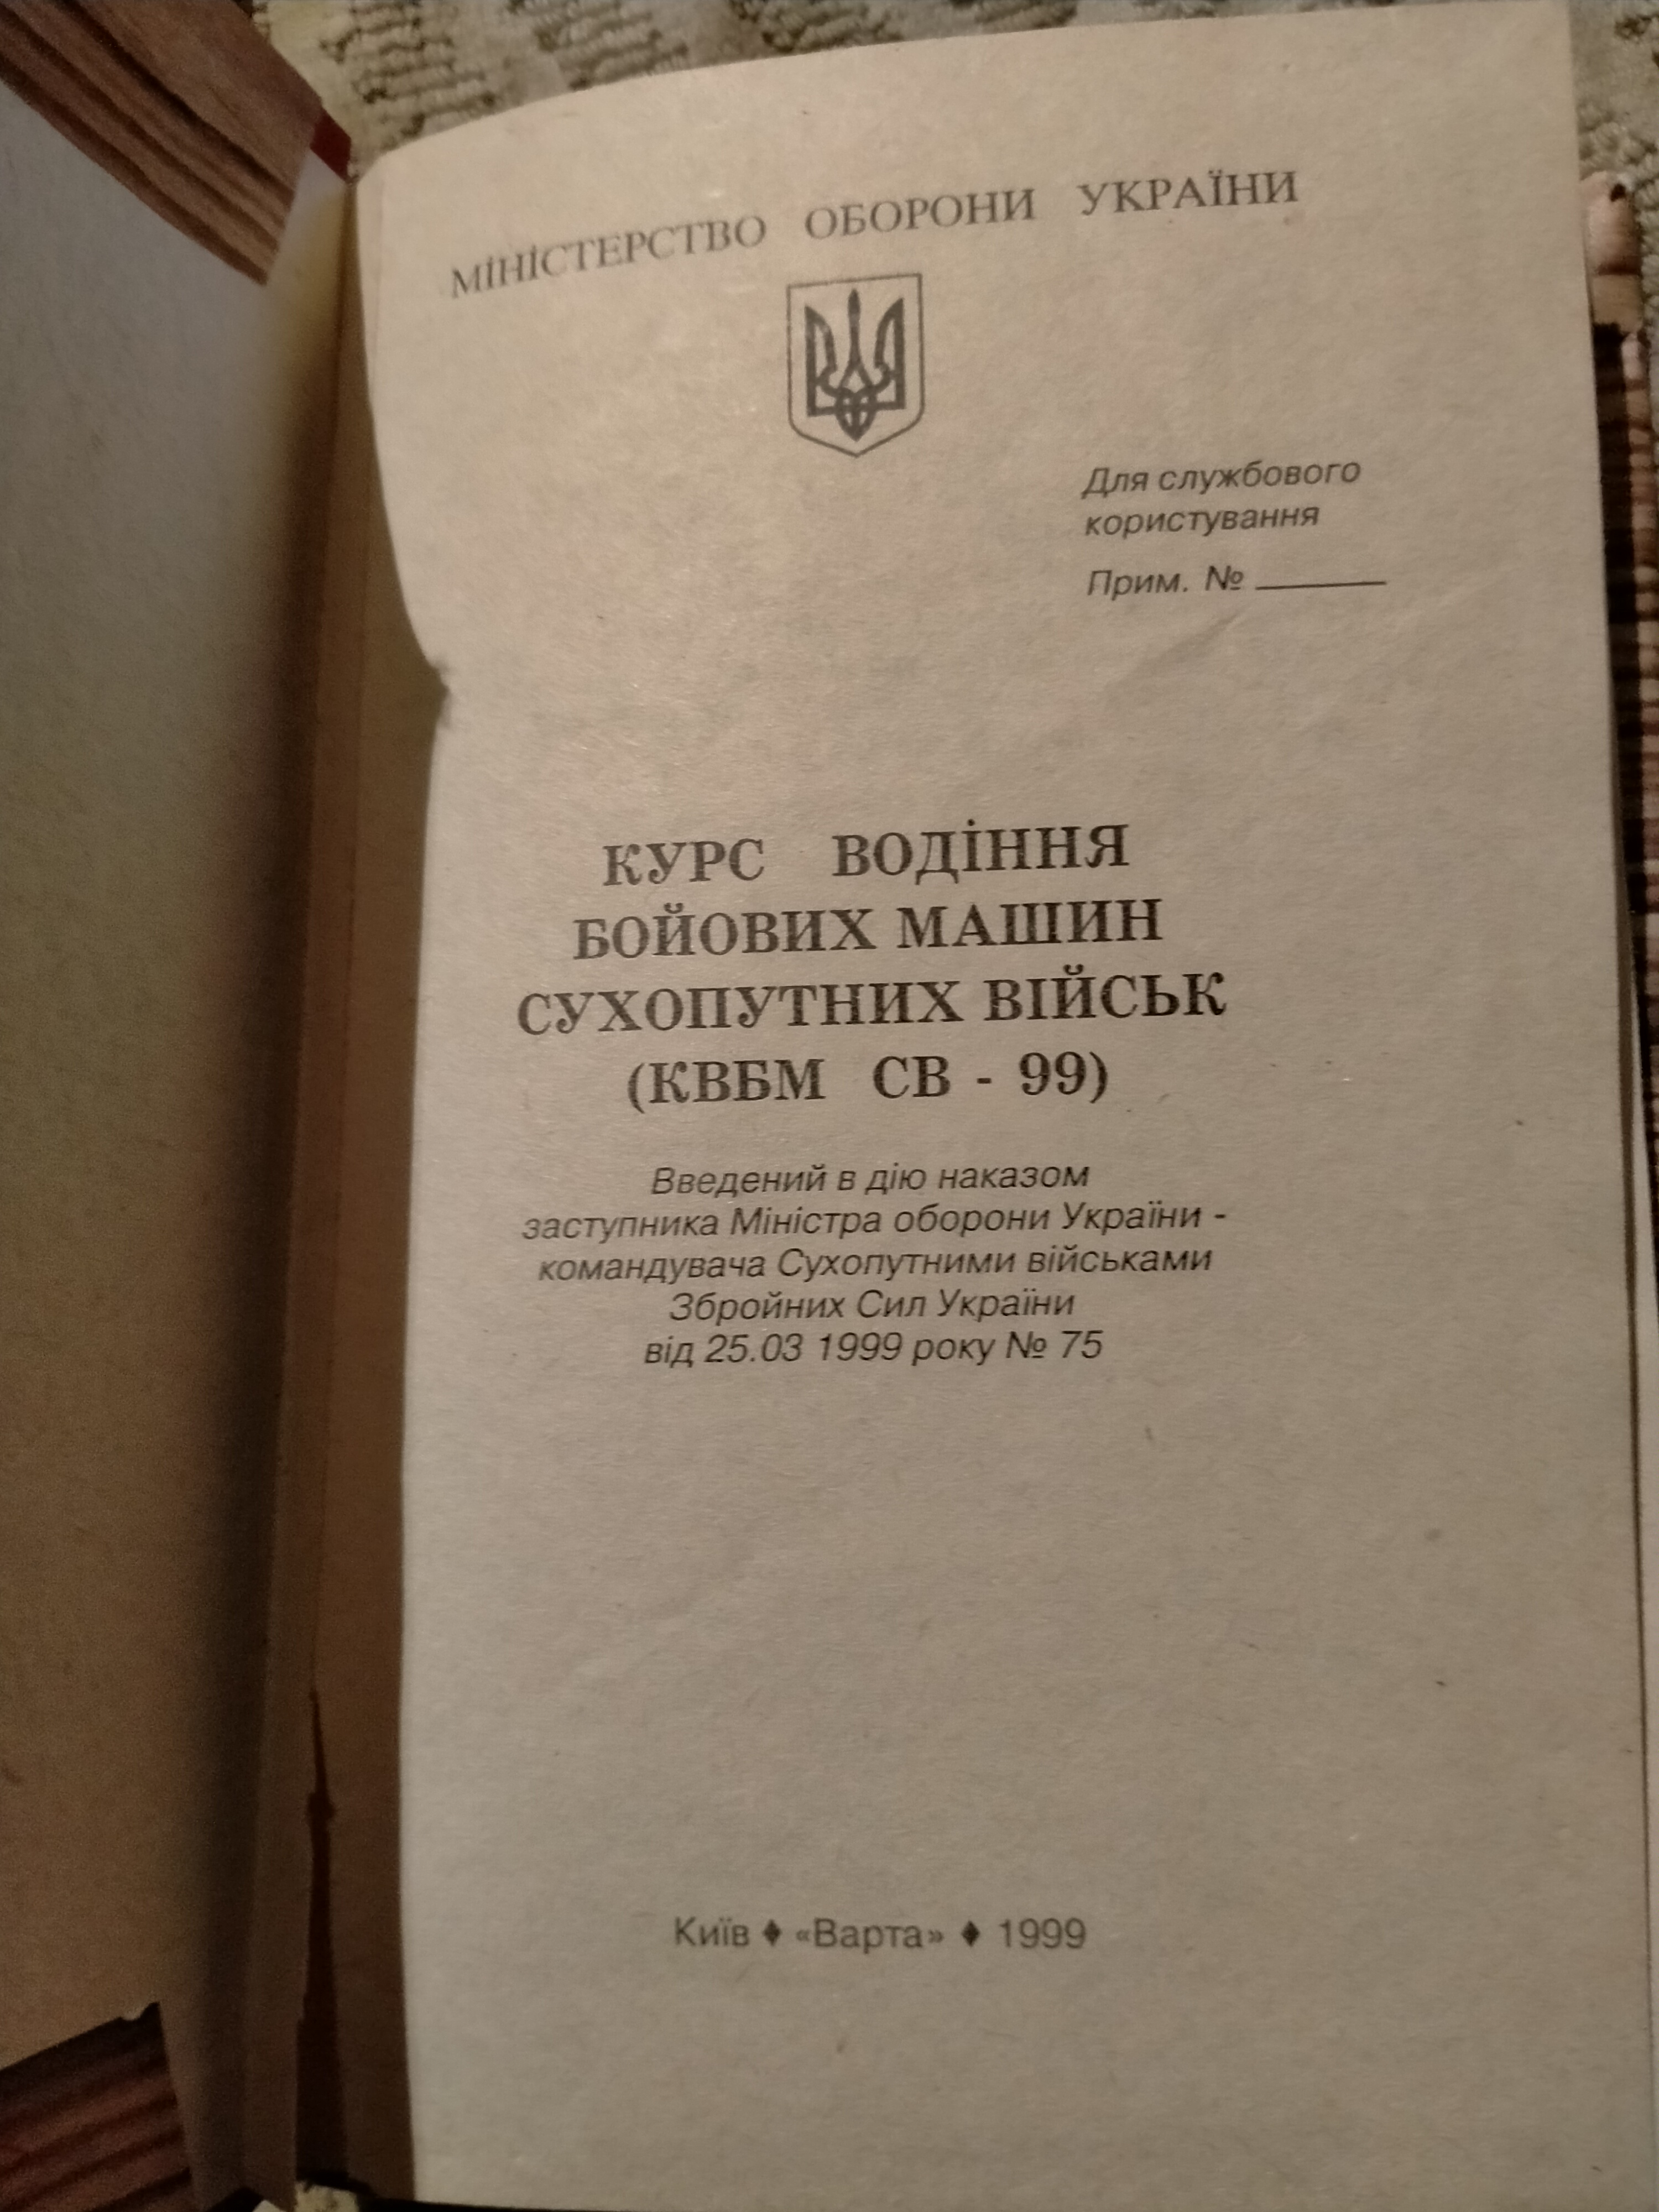 МІНІСТЕРСТВО ОБОРОНИ УКРАЇНИ
Для службового
користування
Прим. №
КУРС ВОДІННЯ
БОЙОВИХ МАШИН
СУХОПУТНИХ ВІЙСЬК
(КВБМ СВ - 99)
Введений в дію наказом
заступника Міністра оборони України -
командувача Сухопутними військами
Збройних Сил України
від 25.03 1999 року № 75
Київ ♦ «Варта» ♦ 1999